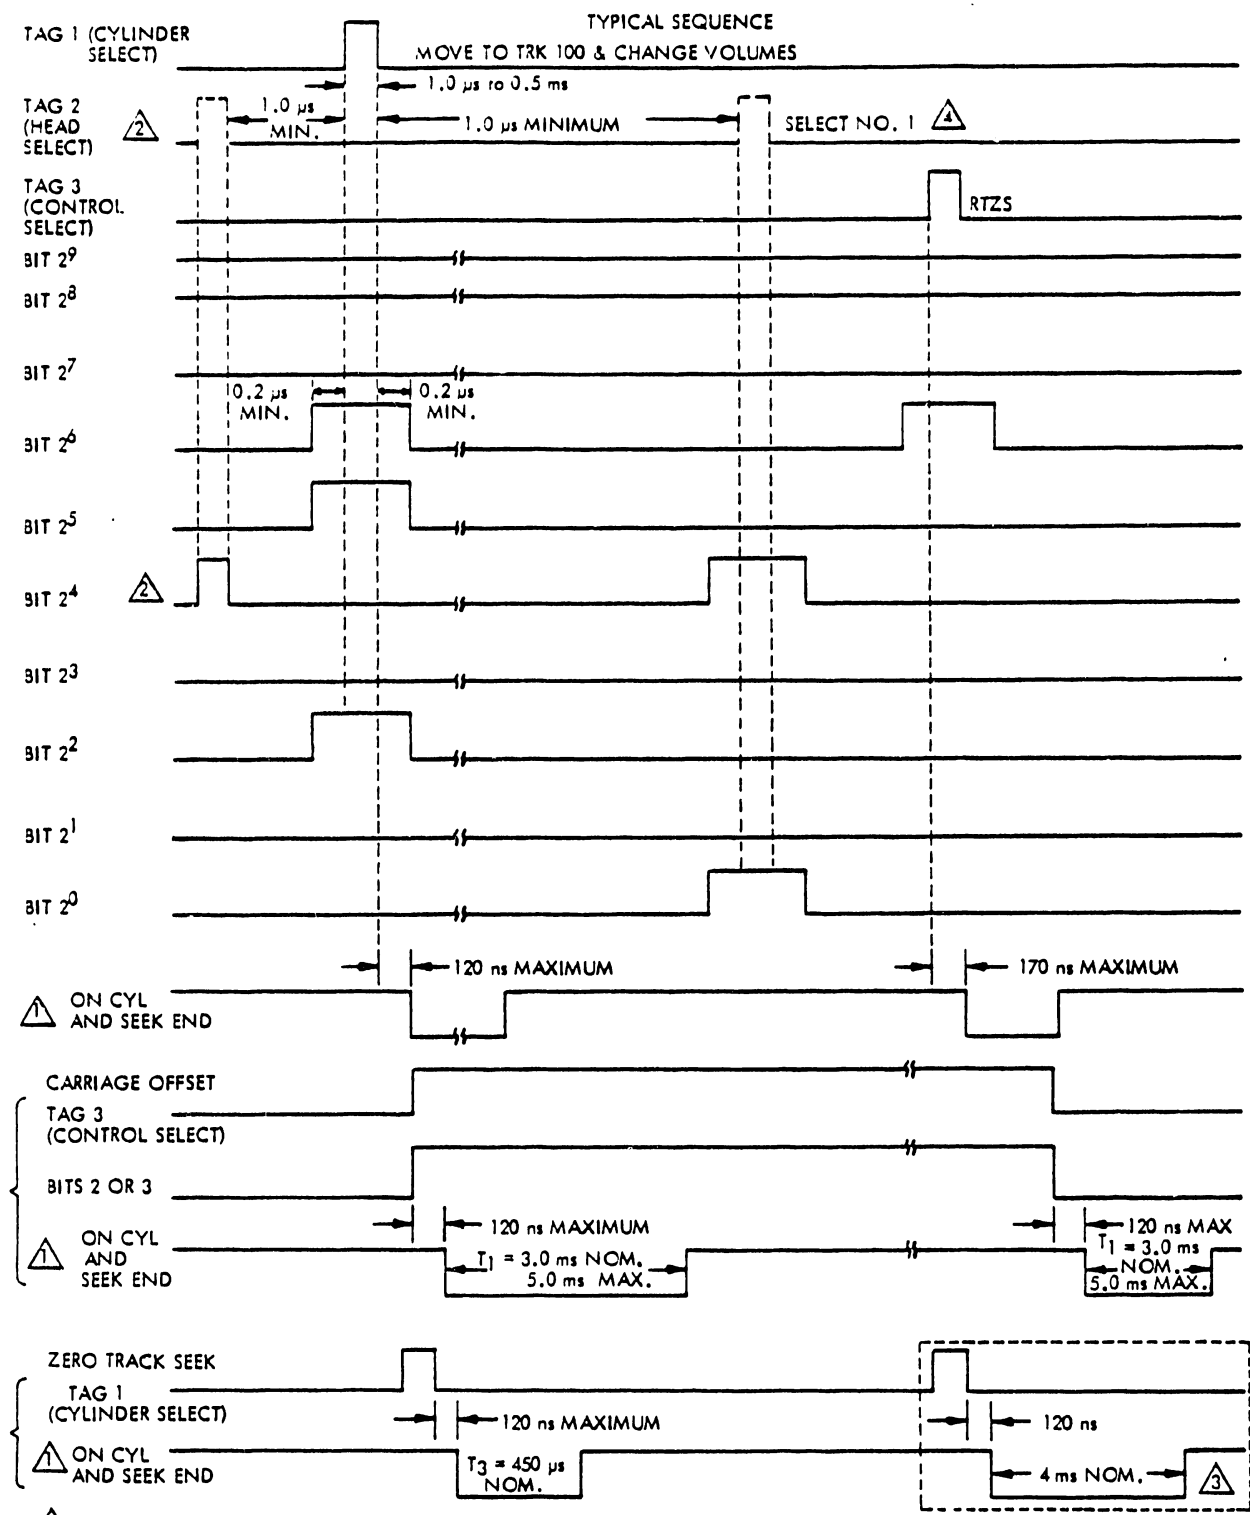 TYPICAL SEQUENCE
TAG 1 (CYLINDER
SELECT)
MOVE TO TRK 100 & CHANGE VOLUMES
1.0 µs to 0.5 ms
TAG 2
(HEAD
SELECT)
2
1.0 µs
MIN.
1.0 µs MINIMUM
SELECT NO. 1
4
TAG 3
(CONTROL
SELECT)
RTZS
BIT 2⁹
BIT 2⁸
BIT 2⁷
0.2 µs
MIN.
0.2 µs
MIN.
BIT 2⁶
BIT 2⁵
BIT 2⁴
2
BIT 2³
BIT 2²
BIT 2¹
BIT 2⁰
120 ns MAXIMUM
170 ns MAXIMUM
1
ON CYL
AND SEEK END
CARRIAGE OFFSET
TAG 3
(CONTROL SELECT)
BITS 2 OR 3
120 ns MAXIMUM
120 ns MAX
1
ON CYL
AND
SEEK END
T₁ = 3.0 ms NOM.
5.0 ms MAX.
T₁ = 3.0 ms
NOM.
5.0 ms MAX.
ZERO TRACK SEEK
TAG 1
(CYLINDER SELECT)
120 ns MAXIMUM
120 ns
1
ON CYL
AND SEEK END
T₃ = 450 µs
NOM.
4 ms NOM.
3